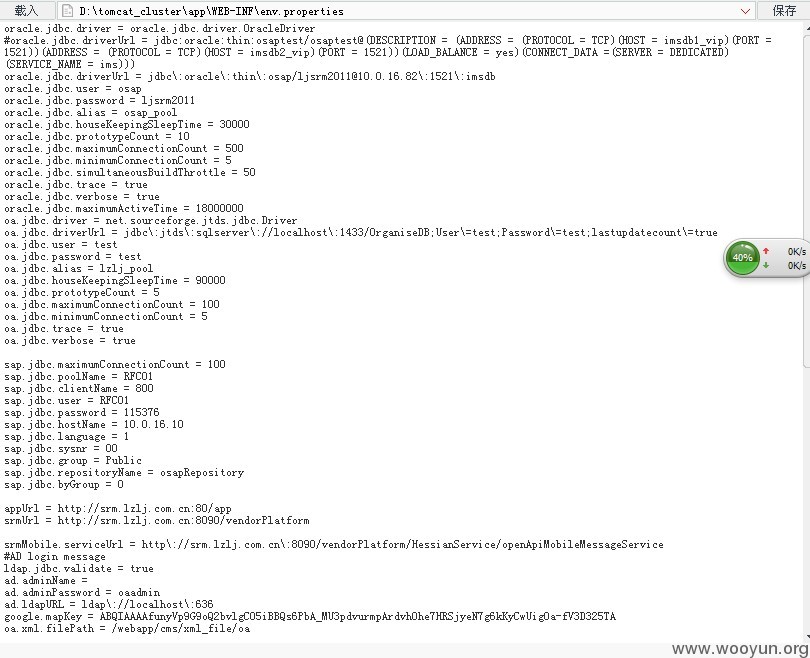 载入 D:\tomcat_cluster\app\WEB-INF\env.properties 保存
oracle.jdbc.driver = oracle.jdbc.driver.OracleDriver
#oracle.jdbc.driverUrl = jdbc:oracle:thin:osaptest/osaptest@(DESCRIPTION = (ADDRESS = (PROTOCOL = TCP)(HOST = imsdb1_vip)(PORT =
1521))(ADDRESS = (PROTOCOL = TCP)(HOST = imsdb2_vip)(PORT = 1521))(LOAD_BALANCE = yes)(CONNECT_DATA =(SERVER = DEDICATED)
(SERVICE_NAME = ims)))
oracle.jdbc.driverUrl = jdbc\:oracle\:thin\:osap/ljsrm2011@10.0.16.82\:1521\:imsdb
oracle.jdbc.user = osap
oracle.jdbc.password = ljsrm2011
oracle.jdbc.alias = osap_pool
oracle.jdbc.houseKeepingSleepTime = 30000
oracle.jdbc.prototypeCount = 10
oracle.jdbc.maximumConnectionCount = 500
oracle.jdbc.minimumConnectionCount = 5
oracle.jdbc.simultaneousBuildThrottle = 50
oracle.jdbc.trace = true
oracle.jdbc.verbose = true
oracle.jdbc.maximumActiveTime = 18000000
oa.jdbc.driver = net.sourceforge.jtds.jdbc.Driver
oa.jdbc.driverUrl = jdbc\:jtds\:sqlserver\://localhost\:1433/OrganiseDB;User\=test;Password\=test;lastupdatecount\=true
oa.jdbc.user = test
oa.jdbc.password = test
oa.jdbc.alias = lzlj_pool
oa.jdbc.houseKeepingSleepTime = 90000
oa.jdbc.prototypeCount = 5
oa.jdbc.maximumConnectionCount = 100
oa.jdbc.minimumConnectionCount = 5
oa.jdbc.trace = true
oa.jdbc.verbose = true
40% 0K/s
0K/s
sap.jdbc.maximumConnectionCount = 100
sap.jdbc.poolName = RFC01
sap.jdbc.clientName = 800
sap.jdbc.user = RFC01
sap.jdbc.password = 115376
sap.jdbc.hostName = 10.0.16.10
sap.jdbc.language = 1
sap.jdbc.sysnr = 00
sap.jdbc.group = Public
sap.jdbc.repositoryName = osapRepository
sap.jdbc.byGroup = 0
appUrl = http://srm.lzlj.com.cn:80/app
srmUrl = http://srm.lzlj.com.cn:8090/vendorPlatform
srmMobile.serviceUrl = http\://srm.lzlj.com.cn\:8090/vendorPlatform/HessianService/openApiMobileMessageService
#AD login message
ldap.jdbc.validate = true
ad.adminName =
ad.adminPassword = oaadmin
ad.ldapURL = ldap\://localhost\:636
google.mapKey = ABQIAAAAfunyVp9G9oQ2bvlgCO5iBBQs6PbA_MU3pdvurmpArdvhOhe7HRSjyeN7g6kKyCwUigOa-fV3D325TA
oa.xml.filePath = /webapp/cms/xml_file/oa
www.wooyun.org